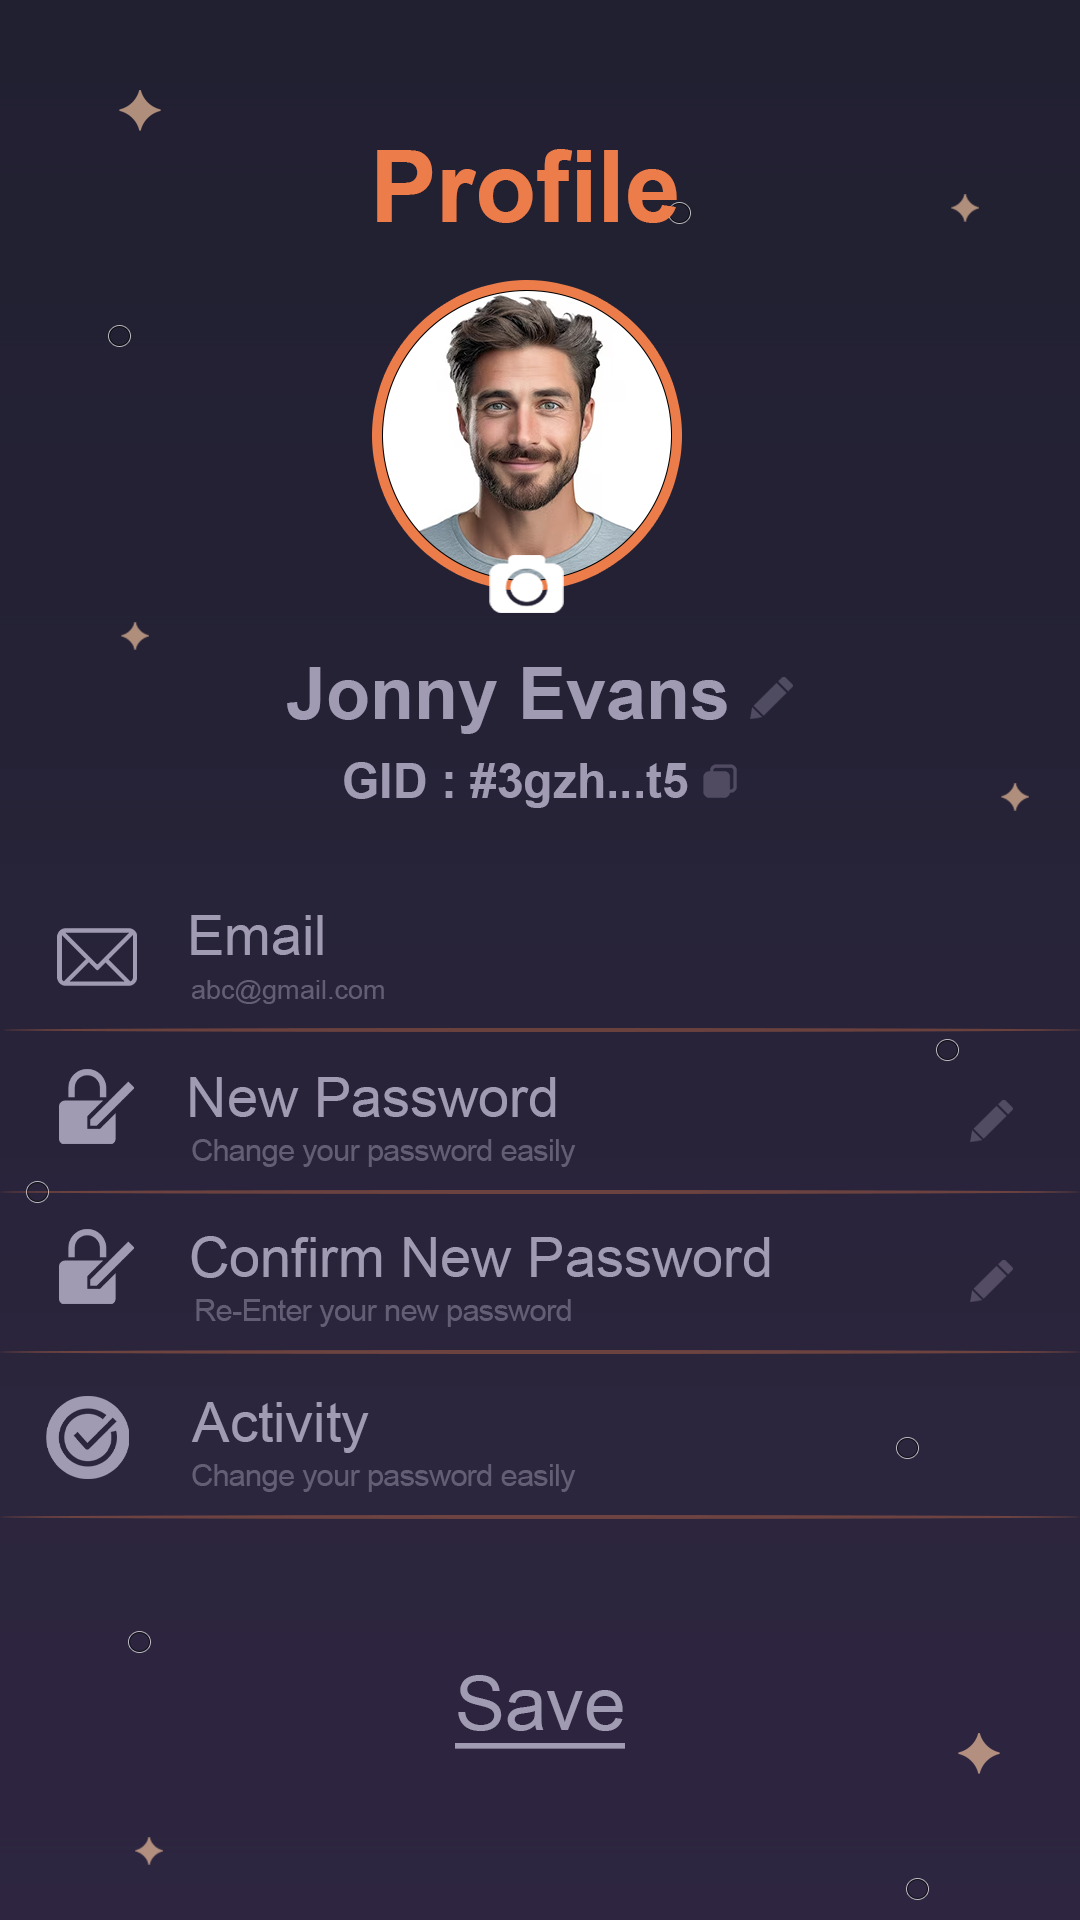 Profile
Jonny Evans
GID : #3gzh...t5
Email
abc@gmail.com
New Password
Change your password easily
Confirm New Password
Re-Enter your new password
Activity
Change your password easily
Save